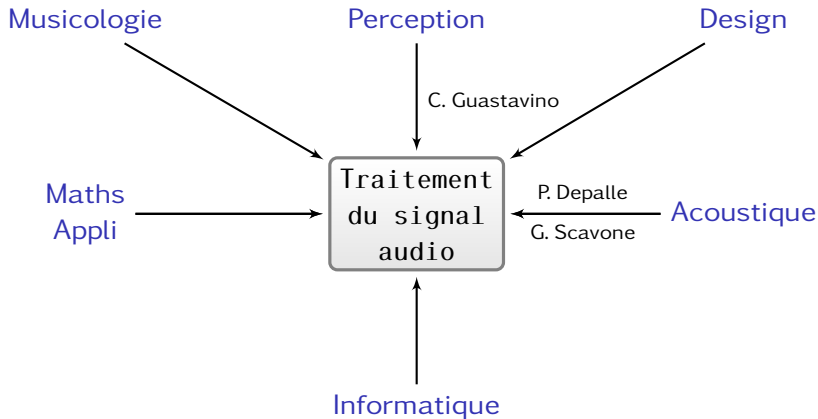 Musicologie
Perception
Design
C. Guastavino
Maths
Appli
Traitement
du signal
audio
P. Depalle
G. Scavone
Acoustique
Informatique